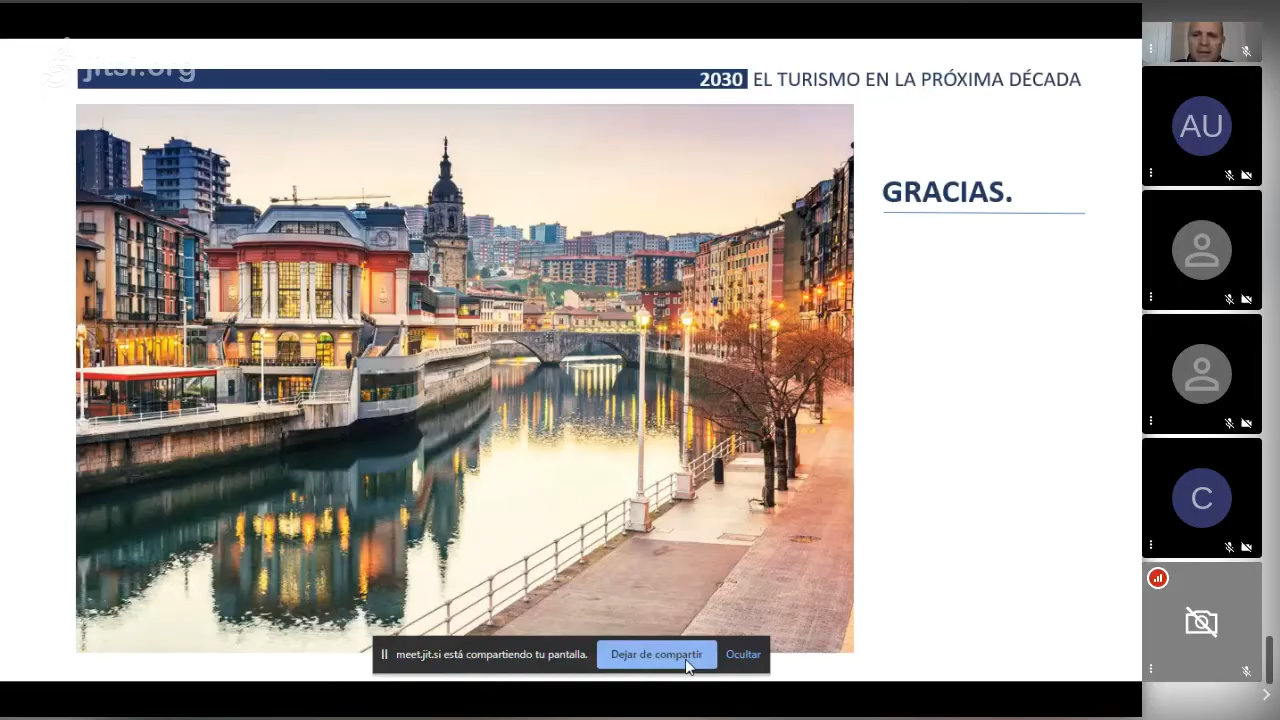 jitsi.org
2030 EL TURISMO EN LA PRÓXIMA DÉCADA
GRACIAS.
AU
C
meet.jit.si está compartiendo tu pantalla.
Dejar de compartir
Ocultar